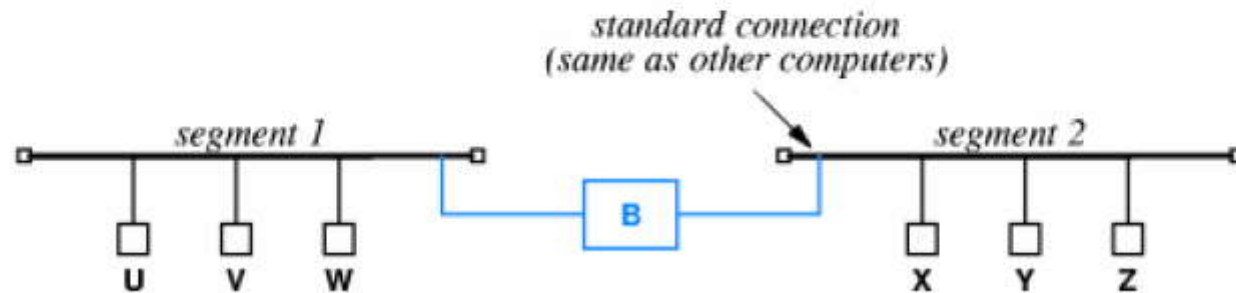 standard connection
(same as other computers)
segment 1
segment 2
B
U V W X Y Z